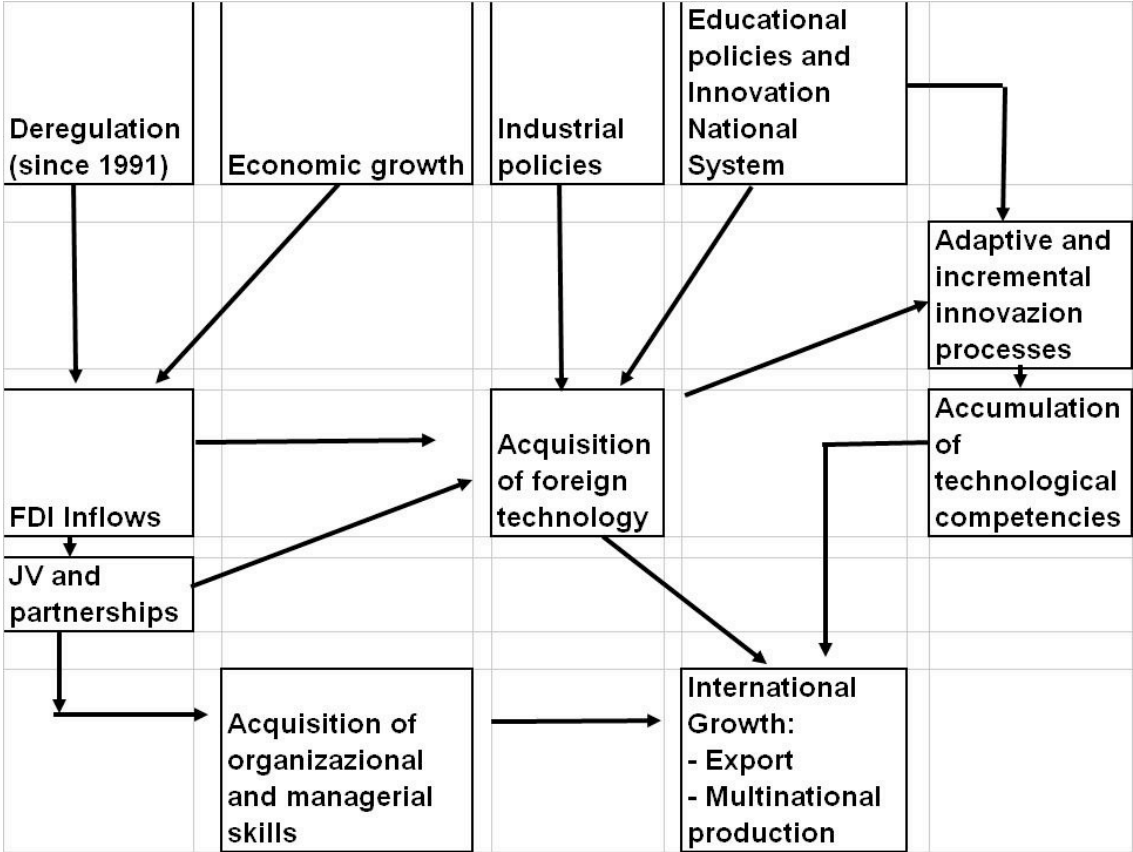 Deregulation
(since 1991)
Economic growth
Industrial
policies
Educational
policies and
Innovation
National
System
Adaptive and
incremental
innovazion
processes
FDI Inflows
Acquisition
of foreign
technology
Accumulation
of
technological
competencies
JV and
partnerships
Acquisition of
organizazional
and managerial
skills
International
Growth:
- Export
- Multinational
production